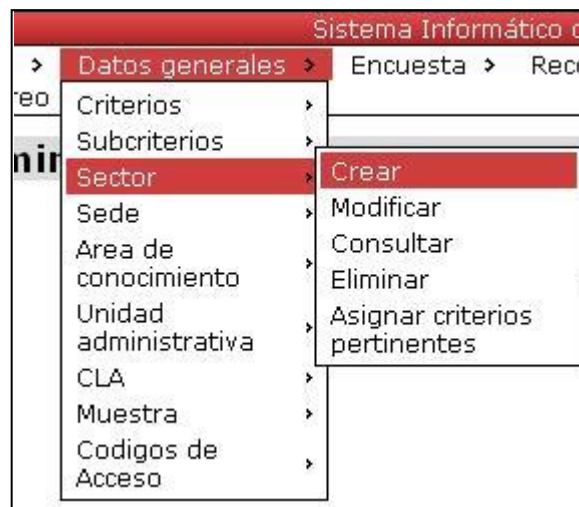 Sistema Informático
Datos generales Encuesta
Criterios
Subcriterios
Sector
Sede
Area de
conocimiento
Unidad
administrativa
CLA
Muestra
Codigos de
Acceso
Crear
Modificar
Consultar
Eliminar
Asignar criterios
pertinentes